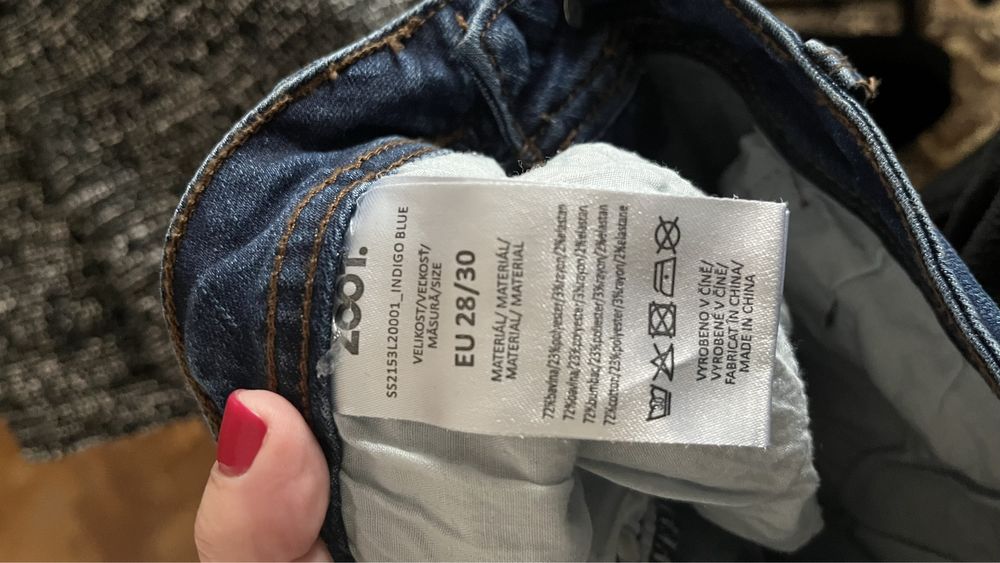 zoot.
SS2153L20001_INDIGO BLUE
VELIKOST/VEĽKOSŤ/
MĂSURĂ/SIZE
EU 28/30
MATERIÁL/ MATERIÁL/
MATERIAL/ MATERIAL
72%bavlna/23%polyester/3%rayon/2%elastan
72%bavlna/23%polyester/3%rayon/2%elastan
72%bumbac/23%polyester/3%rayon/2%elastan
72%cotton/23%polyester/3%rayon/2%elastane
VYROBENO V ČÍNĚ/
VYROBENÉ V ČÍNE/
FABRICAT ÎN CHINA/
MADE IN CHINA